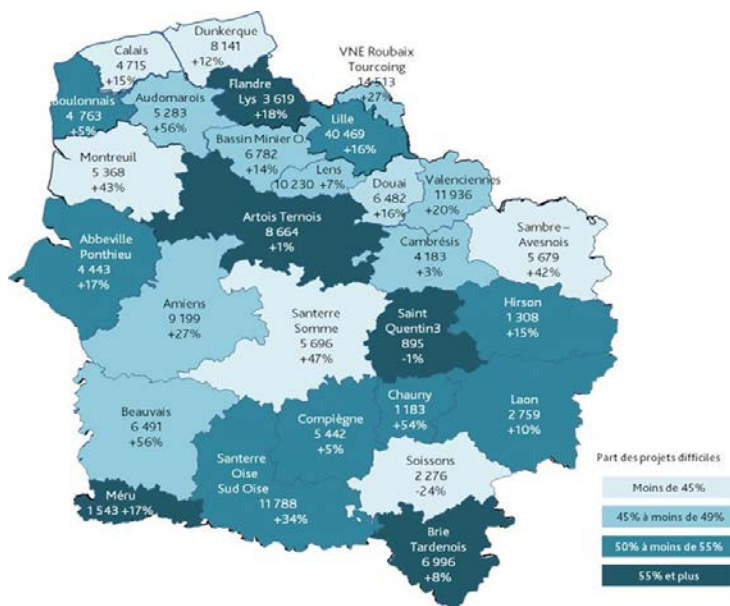 Dunkerque
8 141
+12%
Calais
4 715
+15%
VNE Roubaix
Tourcoing
14 513
+27%
Boulonnais
4 763
+5%
Audomarois
5 283
+56%
Flandre
Lys 3 619
+18%
Lille
40 469
+16%
Bassin Minier O.
6 782
+14%
Lens
10 230 +7%
Montreuil
5 368
+43%
Douai
6 482
+16%
Valenciennes
11 936
+20%
Artois Ternois
8 664
+1%
Cambrésis
4 183
+3%
Sambre –
Avesnois
5 679
+42%
Abbeville
Ponthieu
4 443
+17%
Amiens
9 199
+27%
Santerre
Somme
5 696
+47%
Saint
Quentin3
895
-1%
Hirson
1 308
+15%
Beauvais
6 491
+56%
Compiègne
5 442
+5%
Chauny
1 183
+54%
Laon
2 759
+10%
Santerre
Oise
Sud Oise
11 788
+34%
Soissons
2 276
-24%
Méru
1 543 +17%
Brie
Tardenois
6 996
+8%
Part des projets difficiles
Moins de 45%
45% à moins de 49%
50% à moins de 55%
55% et plus